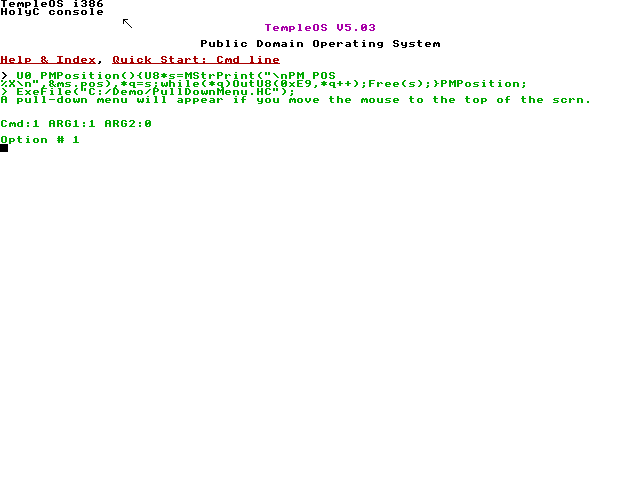 TempleOS i386
HolyC console
TempleOS V5.03
Public Domain Operating System
Help & Index, Quick Start: Cmd line
> U0 PMPosition(){U8*s=MStrPrint("\nPM_POS
%X\n",&ms.pos),*q=s;while(*q)OutU8(0xE9,*q++);Free(s);}PMPosition;
> ExeFile("C:/Demo/PullDownMenu.HC");
A pull-down menu will appear if you move the mouse to the top of the scrn.
Cmd:1 ARG1:1 ARG2:0
Option # 1